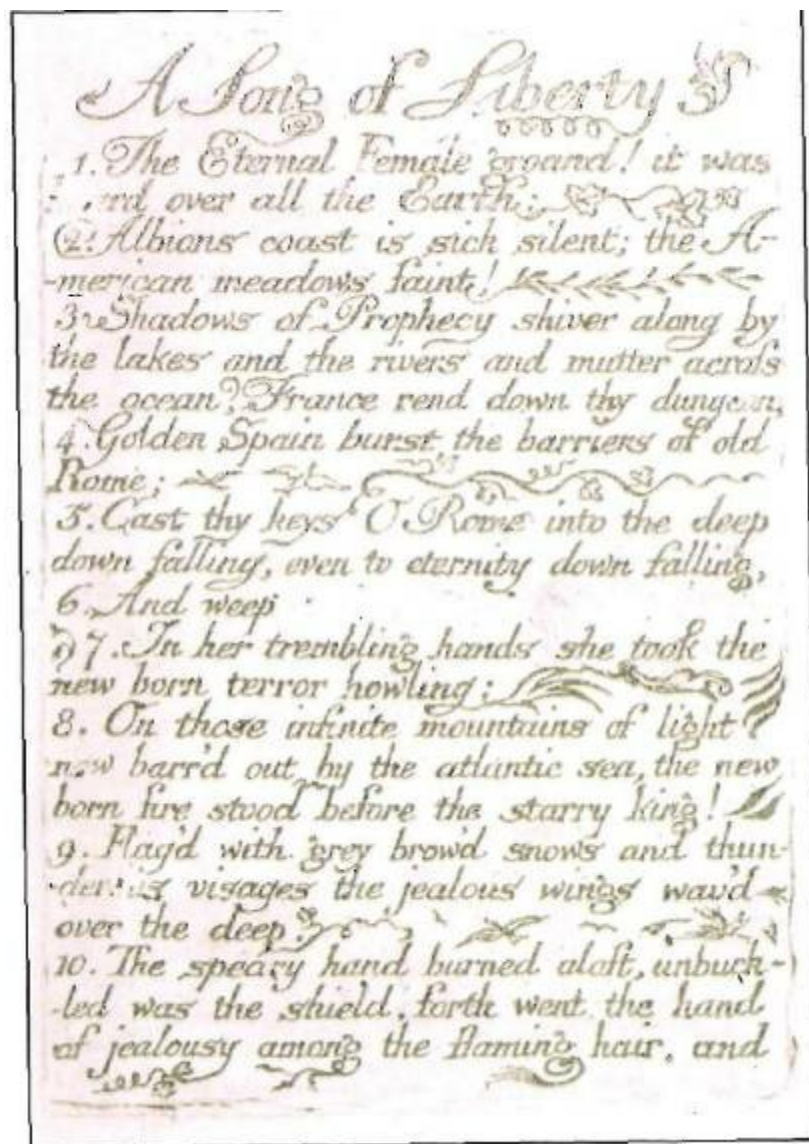 A Song of Liberty
1. The Eternal Female groand! it was
over all the Earth:
2. Albions coast is sick silent; the A-
-merican meadows faint!
3 Shadows of Prophecy shiver along by
the lakes and the rivers and mutter acroſs
the ocean? France rend down thy dungeon,
4 Golden Spain burst the barriers of old
Rome;
5. Cast thy keys O Rome into the deep
down falling, even to eternity down falling,
6. And weep
7. In her trembling hands she took the
new born terror howling:
8. On those infinite mountains of light
now barr'd out by the atlantic sea, the new
born fire stood before the starry king!
9. Flag'd with grey brow'd snows and thun-
visages the jealous wings wav'd
over the deep.
10. The speary hand burned aloft, unbuck-
-led was the shield, forth went the hand
of jealousy among the flaming hair, and